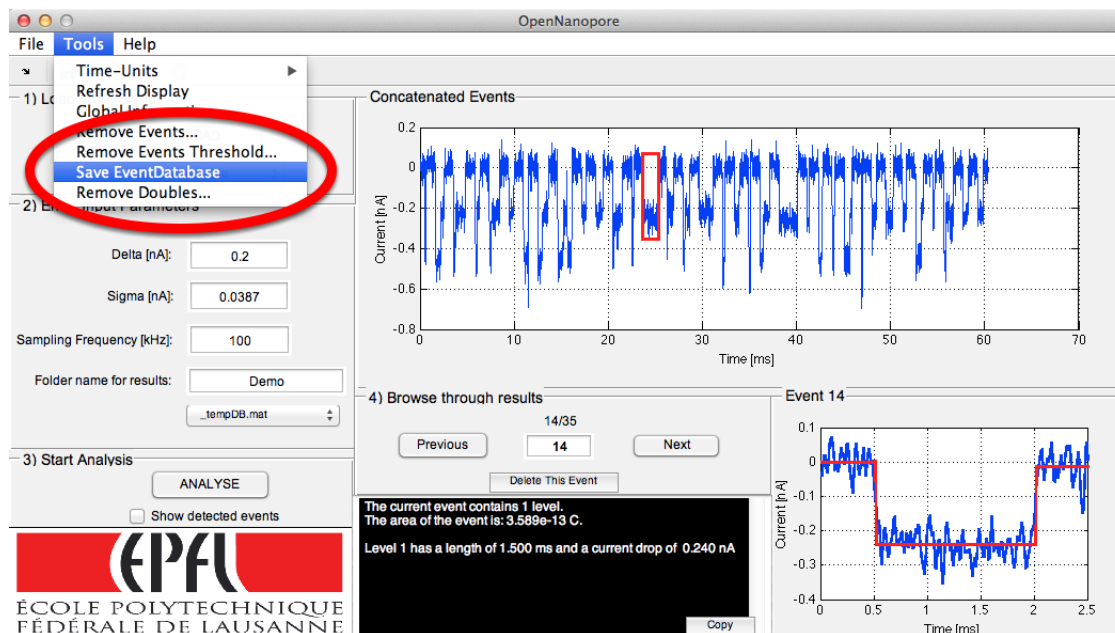 OpenNanopore
File Tools Help
Time-Units
Refresh Display
Global
Remove Events...
Remove Events Threshold...
Save EventDatabase
Remove Doubles...
1)
2) Input Parameters
Delta [nA]: 0.2
Sigma [nA]: 0.0387
Sampling Frequency [kHz]: 100
Folder name for results: Demo
_tempDB.mat
3) Start Analysis
ANALYSE
Show detected events
EPFL
ÉCOLE POLYTECHNIQUE
FÉDÉRALE DE LAUSANNE
Concatenated Events
0.2
0
-0.2
-0.4
-0.6
-0.8
Current [nA]
0 10 20 30 40 50 60 70
Time [ms]
4) Browse through results
14/35
Previous 14 Next
Delete This Event
The current event contains 1 level.
The area of the event is: 3.589e-13 C.
Level 1 has a length of 1.500 ms and a current drop of 0.240 nA
Copy
Event 14
0.1
0
-0.1
-0.2
-0.3
-0.4
Current [nA]
0 0.5 1 1.5 2 2.5
Time [ms]